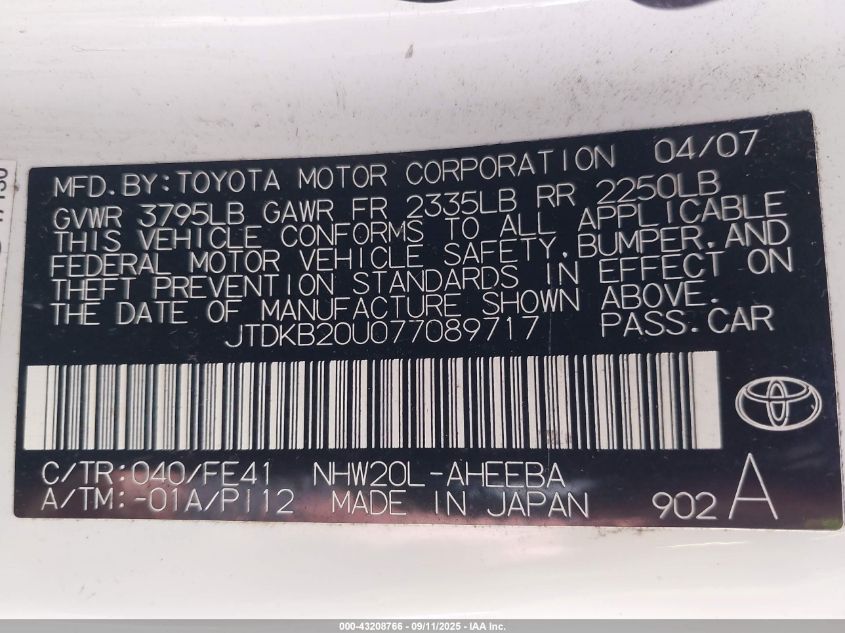 MFD.BY:TOYOTA MOTOR CORPORATION 04/07
GVWR 3795LB GAWR FR 2335LB RR 2250LB
THIS VEHICLE CONFORMS TO ALL APPLICABLE
FEDERAL MOTOR VEHICLE SAFETY,BUMPER,AND
THEFT PREVENTION STANDARDS IN EFFECT ON
THE DATE OF MANUFACTURE SHOWN ABOVE.
JTDKB20U077089717 PASS.CAR
C/TR:040/FE41 NHW20L-AHEEBA
A/TM:-01A/P112 MADE IN JAPAN 902 A
000-43208766 - 09/11/2025 - IAA Inc.